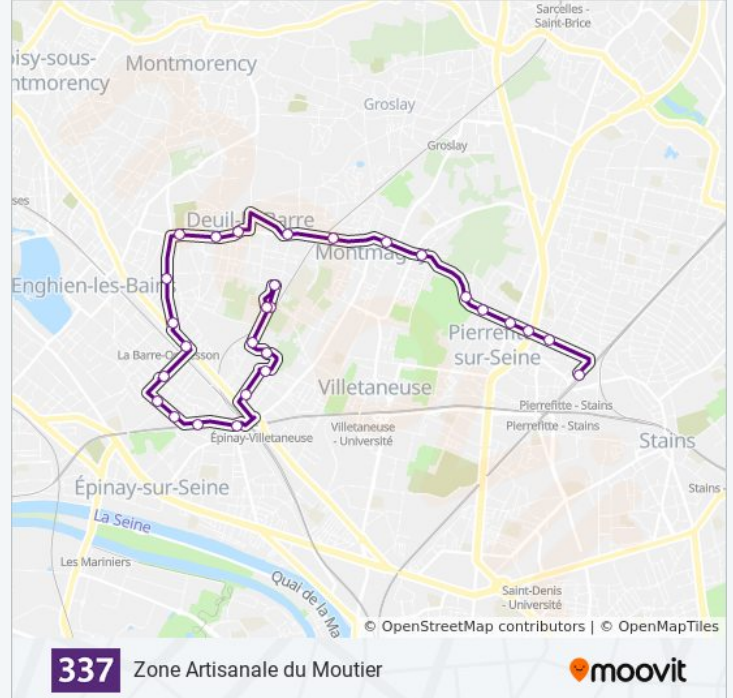 Sarcelles -
Saint-Brice
oisy-sous-
ntmorency
Montmorency
Groslay
Groslay
ses
Deuil-la-Barre
Montmag
Enghien-les-Bains
Pierrefitte
sur-Seine
La Barre-Ormesson
Villetaneuse
Pierrefitte - Stains
Villetaneuse
- Université
Pierrefitte - Stains
Épinay-Villetaneuse
Stains
Épinay-sur-Seine
Stains -
La Seine
Les Mariniers
Quai de la Ma
Saint-Denis
- Université
© OpenStreetMap contributors | © OpenMapTiles
337 Zone Artisanale du Moutier
moovit